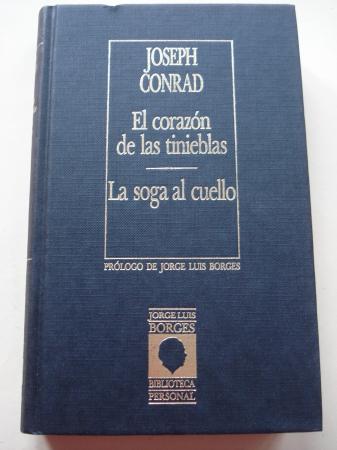 JOSEPH
CONRAD
El corazón
de las tinieblas
La soga al cuello
PRÓLOGO DE JORGE LUIS BORGES
JORGE LUIS
BORGES
BIBLIOTECA
PERSONAL